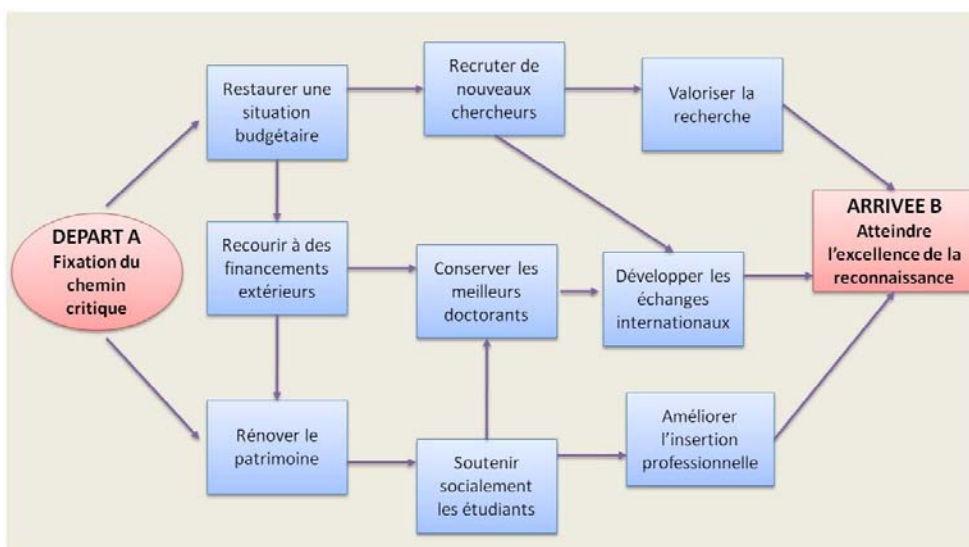 Restaurer une
situation
budgétaire
Recruter de
nouveaux
chercheurs
Valoriser la
recherche
DEPART A
Fixation du
chemin
critique
Recourir à des
financements
extérieurs
Conserver les
meilleurs
doctorants
Développer les
échanges
internationaux
ARRIVEE B
Atteindre
l'excellence de la
reconnaissance
Rénover le
patrimoine
Soutenir
socialement
les étudiants
Améliorer
l'insertion
professionnelle